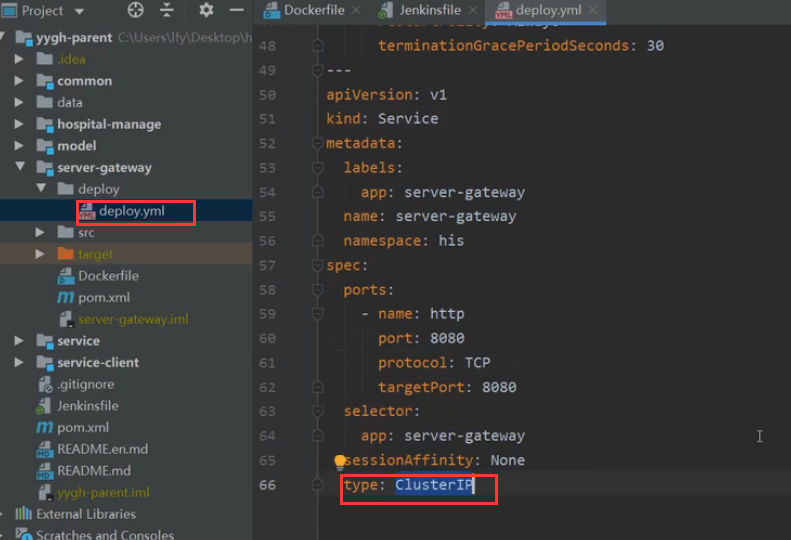 Project
yygh-parent C:\Users\lfy\Desktop\h
.idea
common
data
hospital-manage
model
server-gateway
deploy
deploy.yml
src
target
Dockerfile
pom.xml
server-gateway.iml
service
service-client
.gitignore
Jenkinsfile
pom.xml
README.en.md
README.md
yygh-parent.iml
External Libraries
Scratches and Consoles
Dockerfile
Jenkinsfile
deploy.yml
48 terminationGracePeriodSeconds: 30
49 ---
50 apiVersion: v1
51 kind: Service
52 metadata:
53 labels:
54 app: server-gateway
55 name: server-gateway
56 namespace: his
57 spec:
58 ports:
59 - name: http
60 port: 8080
61 protocol: TCP
62 targetPort: 8080
63 selector:
64 app: server-gateway
65 sessionAffinity: None
66 type: ClusterIP